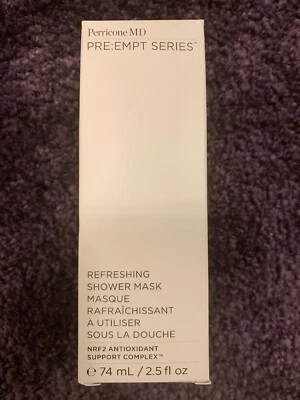 Perricone MD
PRE:EMPT SERIES™
REFRESHING
SHOWER MASK
MASQUE
RAFRAÎCHISSANT
À UTILISER
SOUS LA DOUCHE
NRF2 ANTIOXIDANT
SUPPORT COMPLEX™
℮ 74 mL / 2.5 fl oz